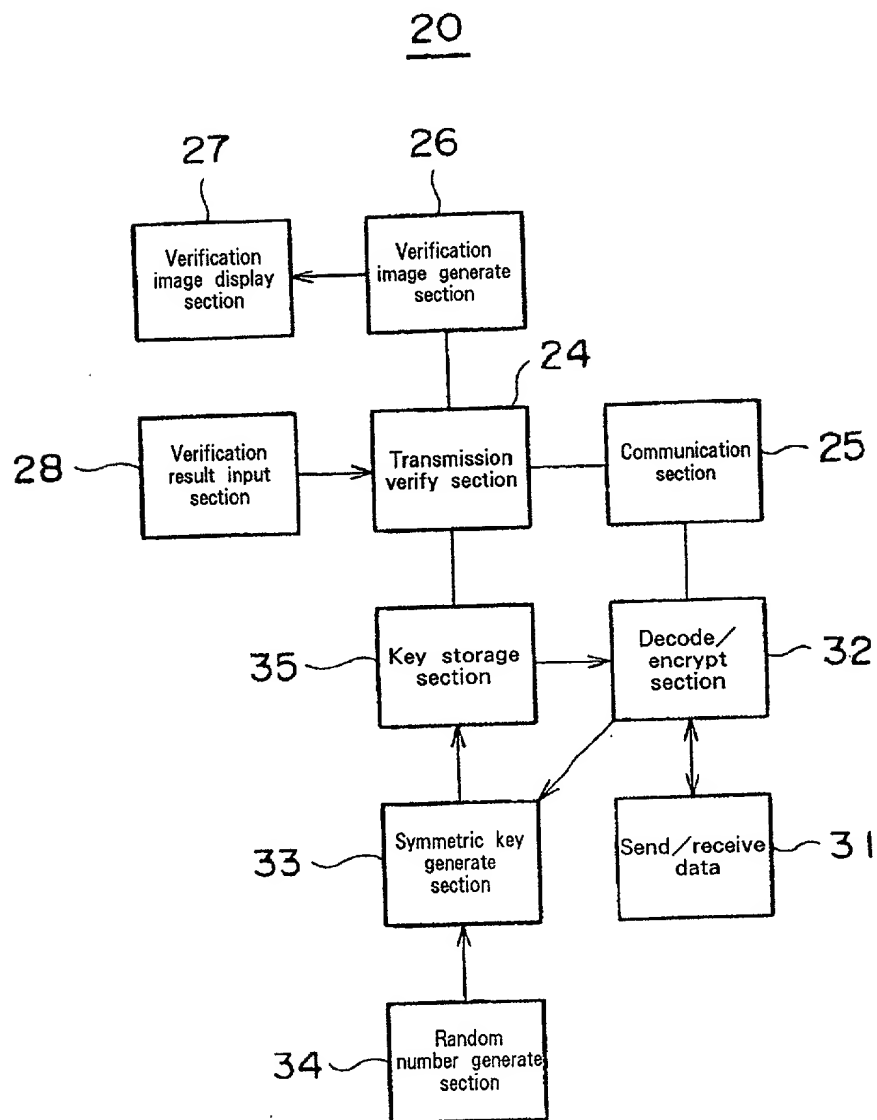 20
27
26
Verification
image display
section
Verification
image generate
section
24
28
Verification
result input
section
Transmission
verify section
Communication
section
25
35
Key storage
section
Decode/
encrypt
section
32
33
Symmetric key
generate
section
Send/receive
data
31
34
Random
number generate
section